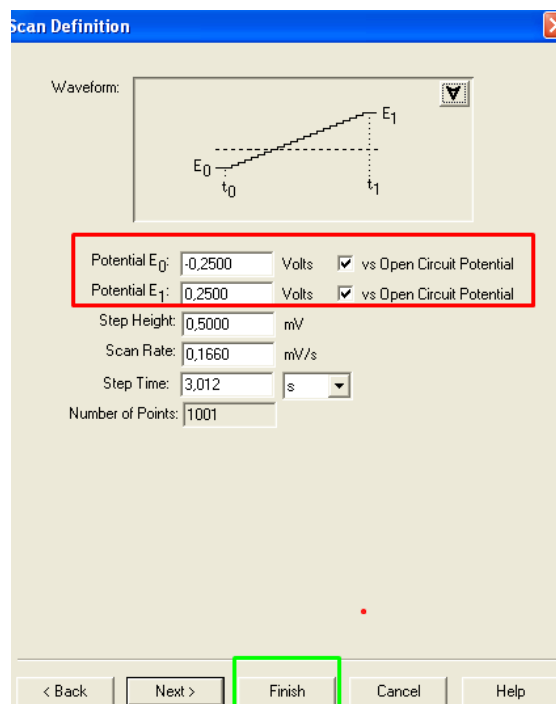 Scan Definition
Waveform:
E1
E0
t0
t1
Potential E0: -0,2500 Volts vs Open Circuit Potential
Potential E1: 0,2500 Volts vs Open Circuit Potential
Step Height: 0,5000 mV
Scan Rate: 0,1660 mV/s
Step Time: 3,012 s
Number of Points: 1001
< Back Next > Finish Cancel Help